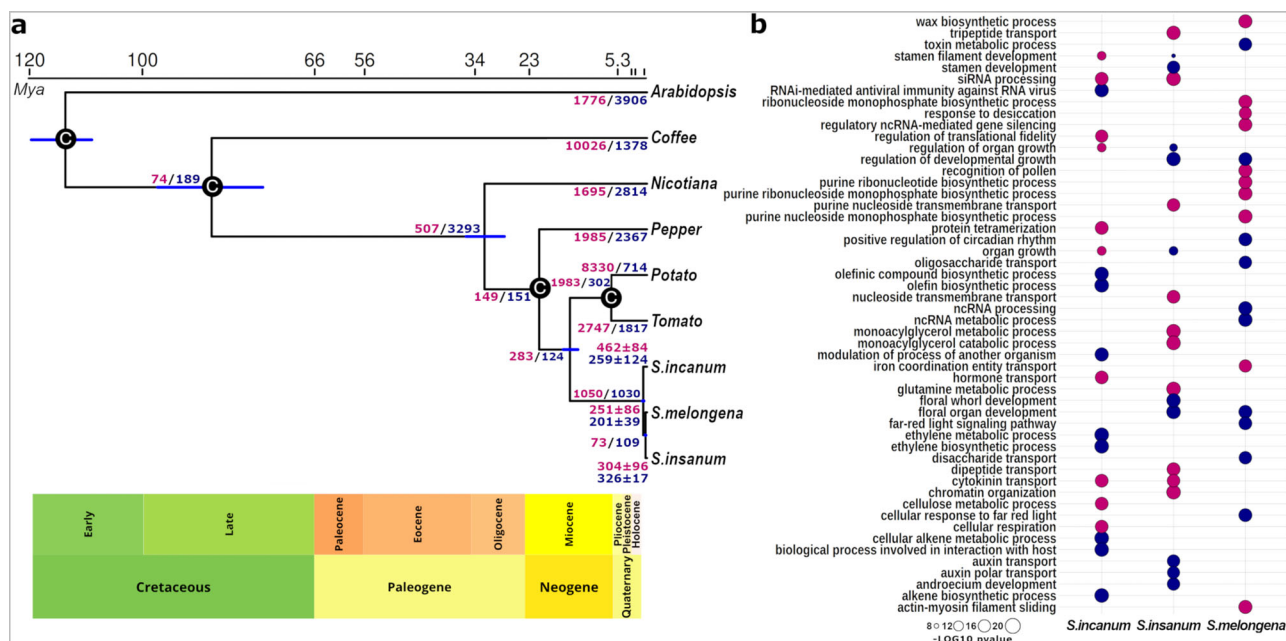 a
120 100 66 56 34 23 5.3
Mya
Arabidopsis
1776/3906
C
Coffee
10026/1378
74/189
C
Nicotiana
1695/2814
507/3293
Pepper
1985/2367
Potato
8330/714
1983/302
C
149/151
C
Tomato
2747/1817
283/124
462±84
259±124
S.incanum
1050/1030
251±86
201±39
S.melongena
73/109
S.insanum
304±96
326±17
Early
Late
Paleocene
Eocene
Oligocene
Miocene
Pliocene
Pleistocene
Holocene
Cretaceous
Paleogene
Neogene
Quaternary
b
wax biosynthetic process
tripeptide transport
toxin metabolic process
stamen filament development
stamen development
siRNA processing
RNAi-mediated antiviral immunity against RNA virus
ribonucleoside monophosphate biosynthetic process
response to desiccation
regulatory ncRNA-mediated gene silencing
regulation of translational fidelity
regulation of organ growth
regulation of developmental growth
recognition of pollen
purine ribonucleotide biosynthetic process
purine ribonucleoside monophosphate biosynthetic process
purine nucleoside transmembrane transport
purine nucleoside monophosphate biosynthetic process
protein tetramerization
positive regulation of circadian rhythm
organ growth
oligosaccharide transport
olefinic compound biosynthetic process
olefin biosynthetic process
nucleoside transmembrane transport
ncRNA processing
ncRNA metabolic process
monoacylglycerol metabolic process
monoacylglycerol catabolic process
modulation of process of another organism
iron coordination entity transport
hormone transport
glutamine metabolic process
floral whorl development
floral organ development
far-red light signaling pathway
ethylene metabolic process
ethylene biosynthetic process
disaccharide transport
dipeptide transport
cytokinin transport
chromatin organization
cellulose metabolic process
cellular response to far red light
cellular respiration
cellular alkene metabolic process
biological process involved in interaction with host
auxin transport
auxin polar transport
androecium development
alkene biosynthetic process
actin-myosin filament sliding
8 12 16 20
-LOG10 pvalue
S.incanum S.insanum S.melongena